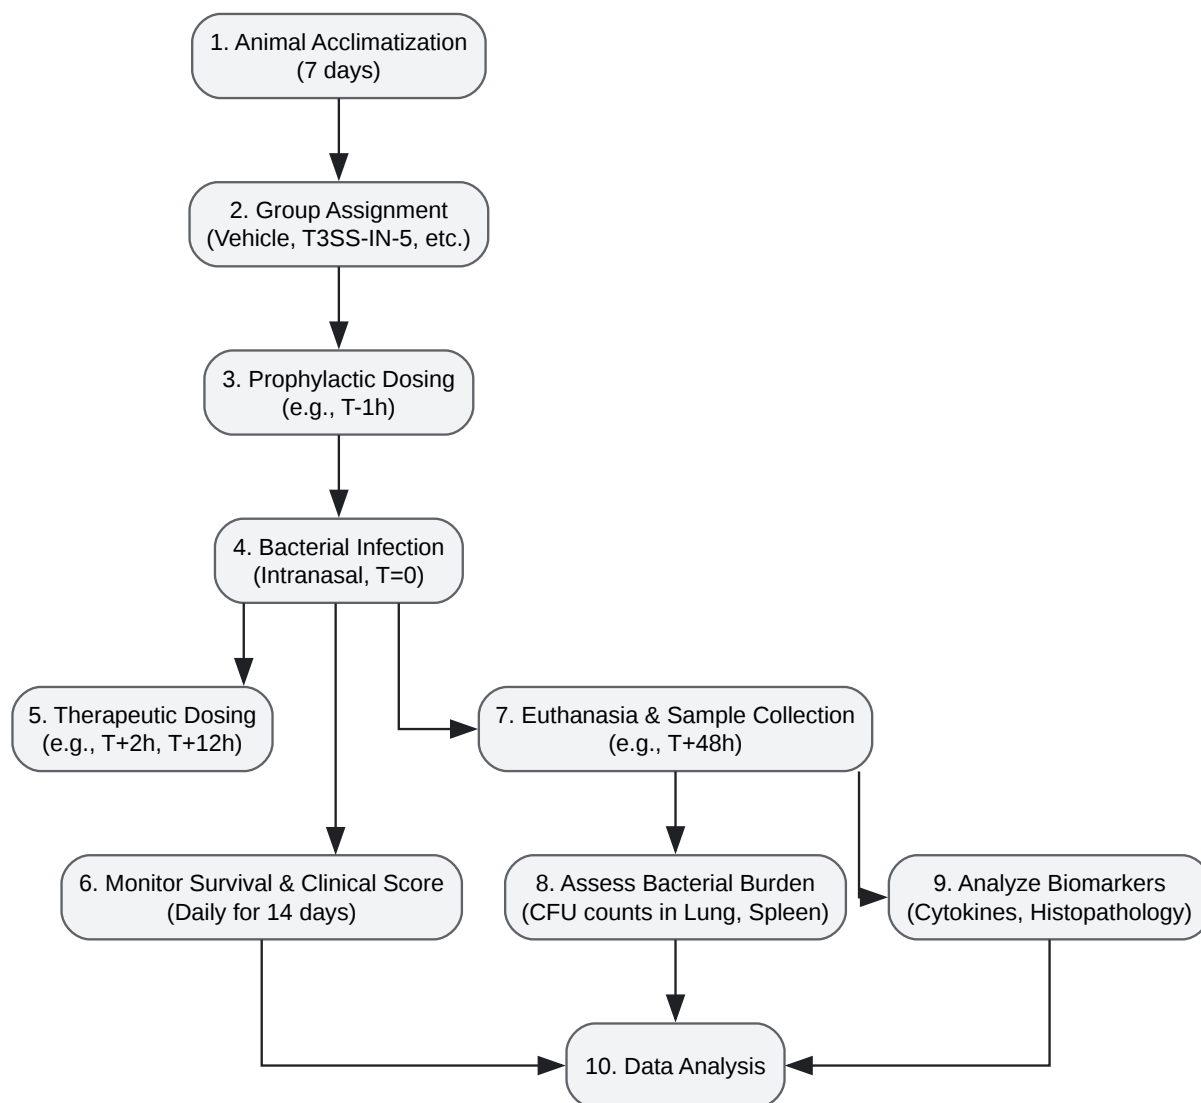 1. Animal Acclimatization
(7 days)
2. Group Assignment
(Vehicle, T3SS-IN-5, etc.)
3. Prophylactic Dosing
(e.g., T-1h)
4. Bacterial Infection
(Intranasal, T=0)
5. Therapeutic Dosing
(e.g., T+2h, T+12h)
7. Euthanasia & Sample Collection
(e.g., T+48h)
6. Monitor Survival & Clinical Score
(Daily for 14 days)
8. Assess Bacterial Burden
(CFU counts in Lung, Spleen)
9. Analyze Biomarkers
(Cytokines, Histopathology)
10. Data Analysis